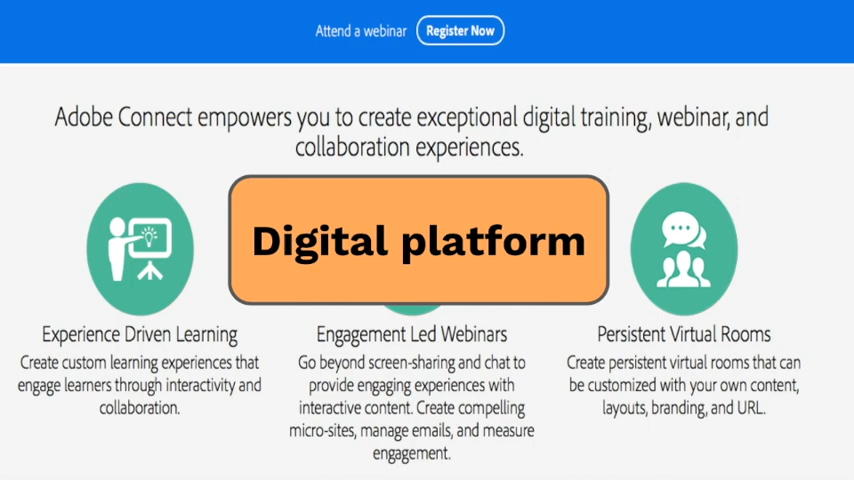 Attend a webinar Register Now
Adobe Connect empowers you to create exceptional digital training, webinar, and
collaboration experiences.
Digital platform
Experience Driven Learning
Create custom learning experiences that
engage learners through interactivity and
collaboration.
Engagement Led Webinars
Go beyond screen-sharing and chat to
provide engaging experiences with
interactive content. Create compelling
micro-sites, manage emails, and measure
engagement.
Persistent Virtual Rooms
Create persistent virtual rooms that can
be customized with your own content,
layouts, branding, and URL.